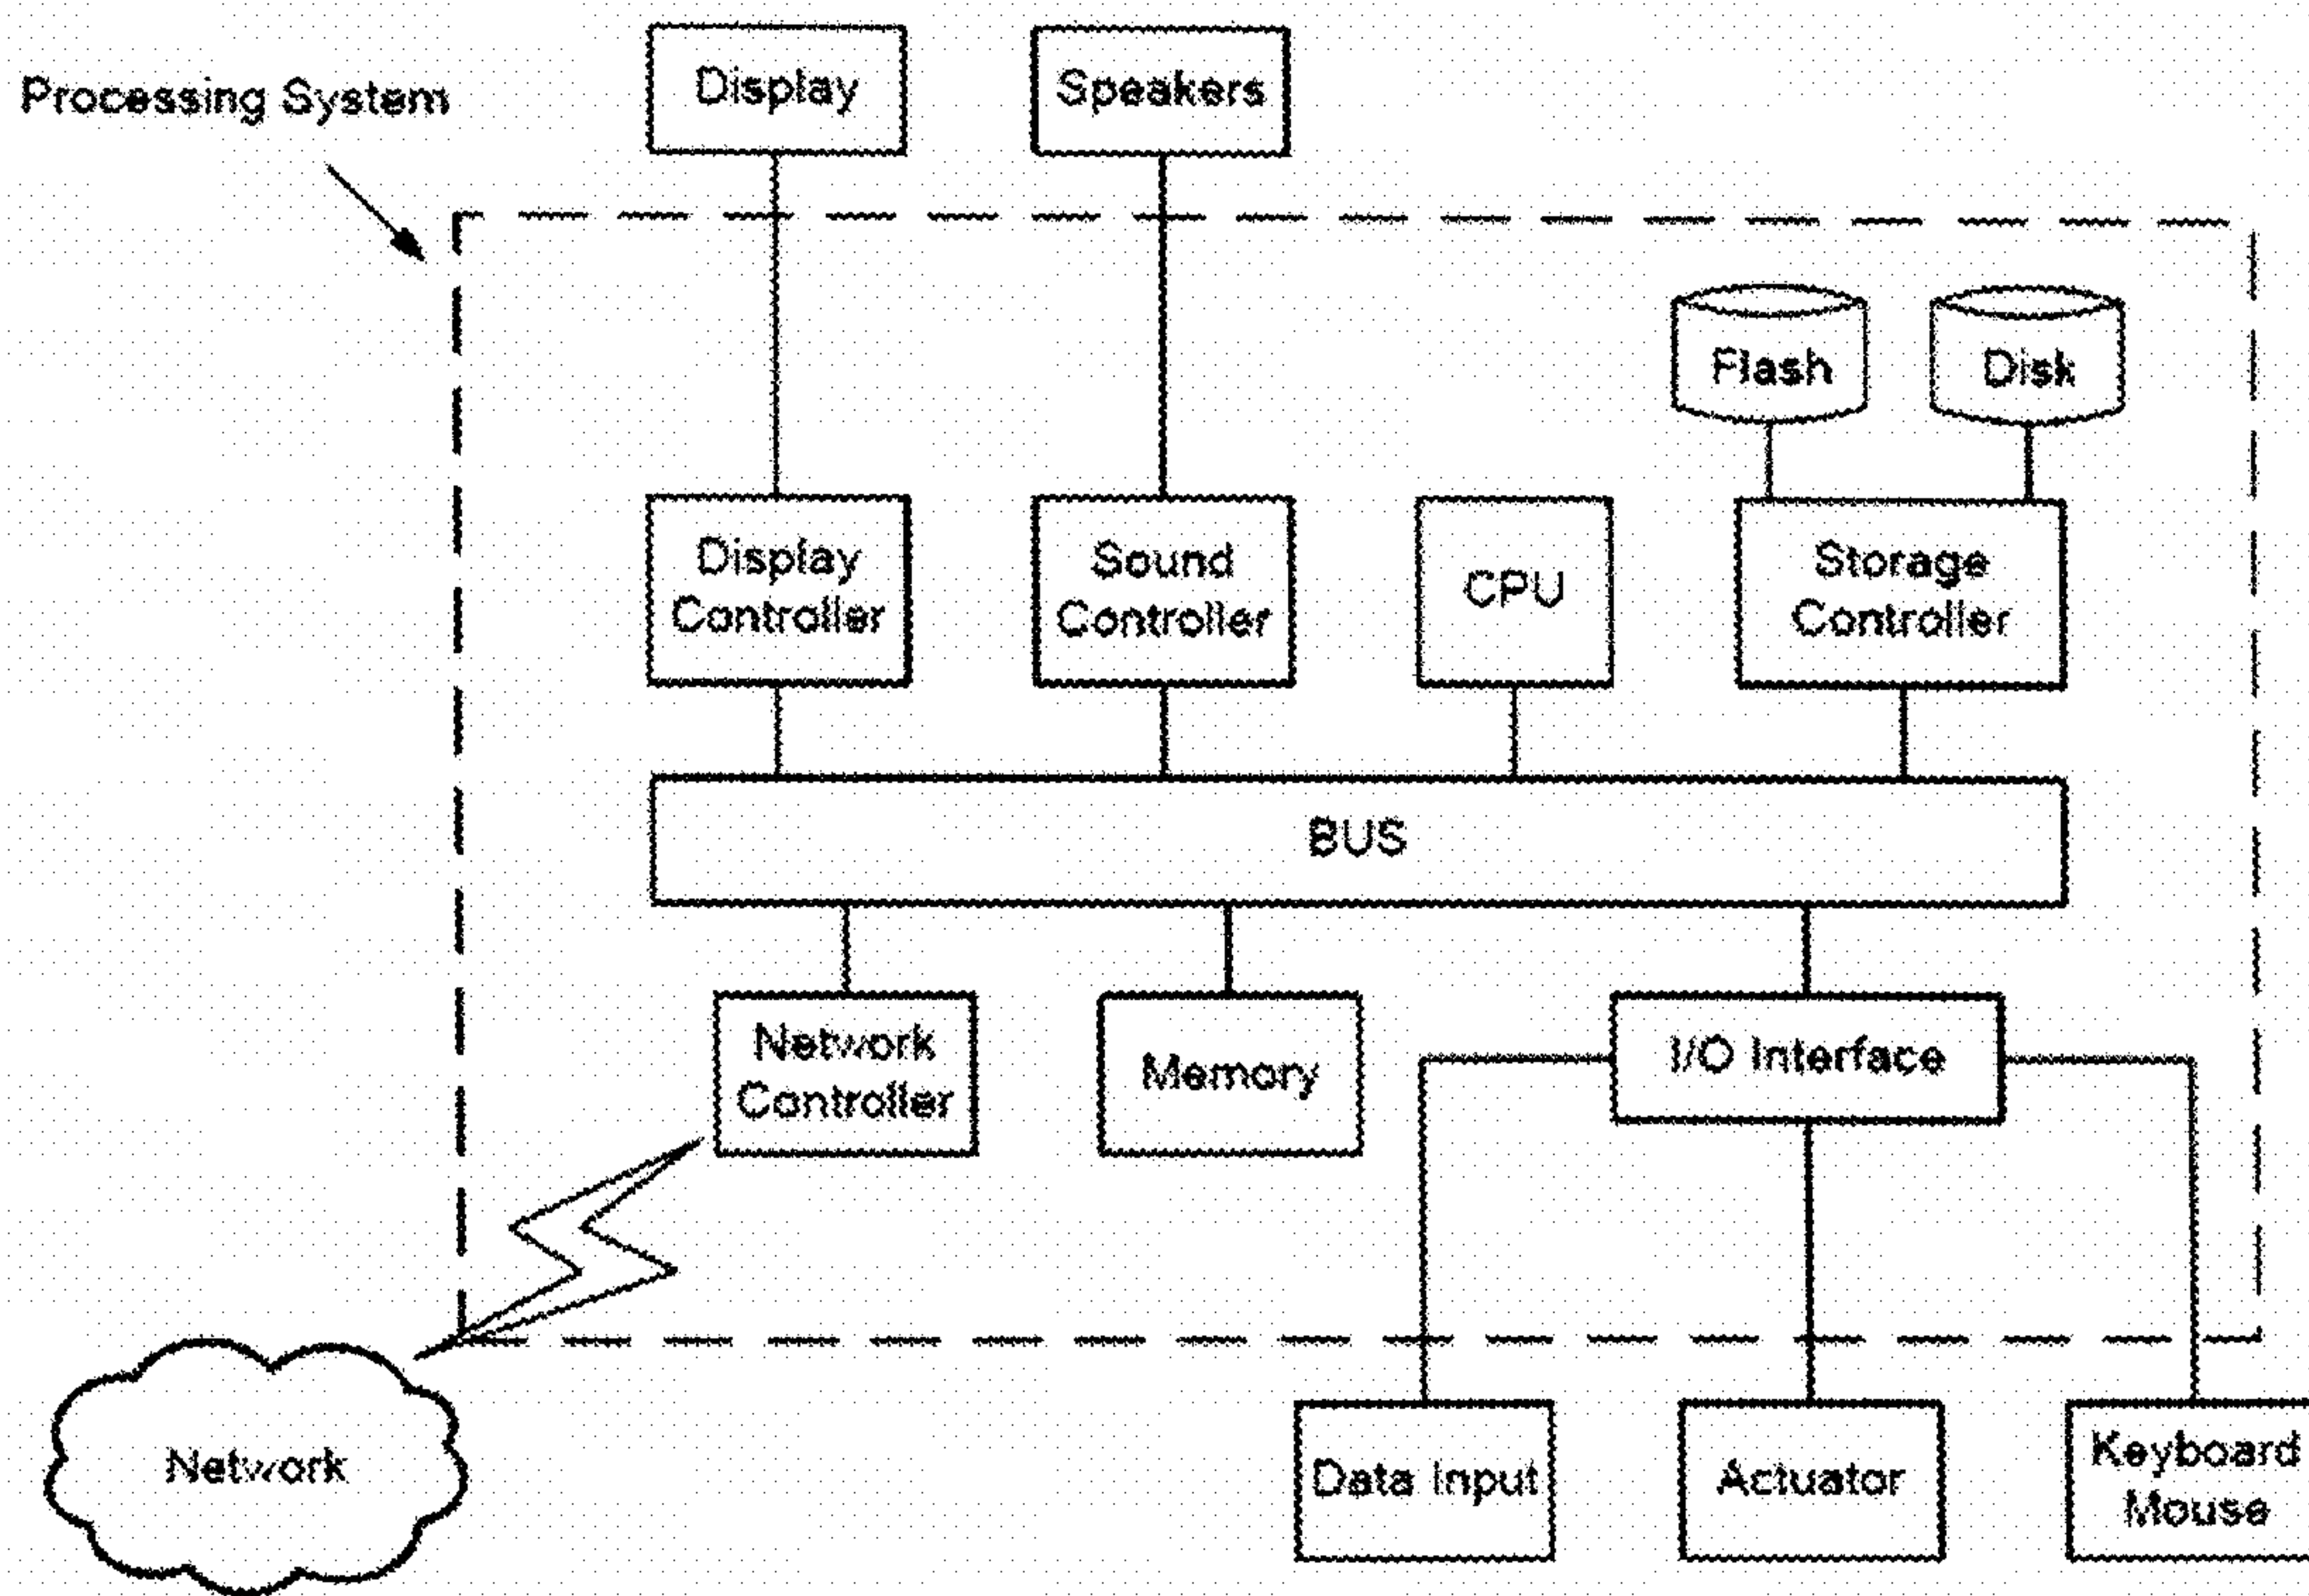 Processing System
Display
Speakers
Flash
Disk
Display
Controller
Sound
Controller
CPU
Storage
Controller
BUS
Network
Controller
Memory
I/O Interface
Network
Data Input
Actuator
Keyboard
Mouse